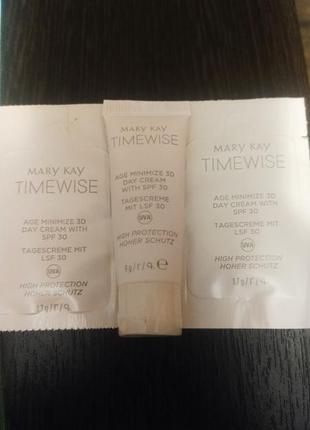 MARY KAY
TIMEWISE
AGE MINIMIZE 3D
DAY CREAM WITH
SPF 30
TAGESCREME MIT
LSF 30
UVA
HIGH PROTECTION
HOHER SCHUTZ
MARY KAY
TIMEWISE
AGE MINIMIZE 3D
DAY CREAM WITH
SPF 30
TAGESCREME MIT
LSF 30
UVA
HIGH PROTECTION
HOHER SCHUTZ
MARY KAY
TIMEWISE
AGE MINIMIZE 3D
DAY CREAM WITH
SPF 30
TAGESCREME MIT
LSF 30
UVA
HIGH PROTECTION
HOHER SCHUTZ